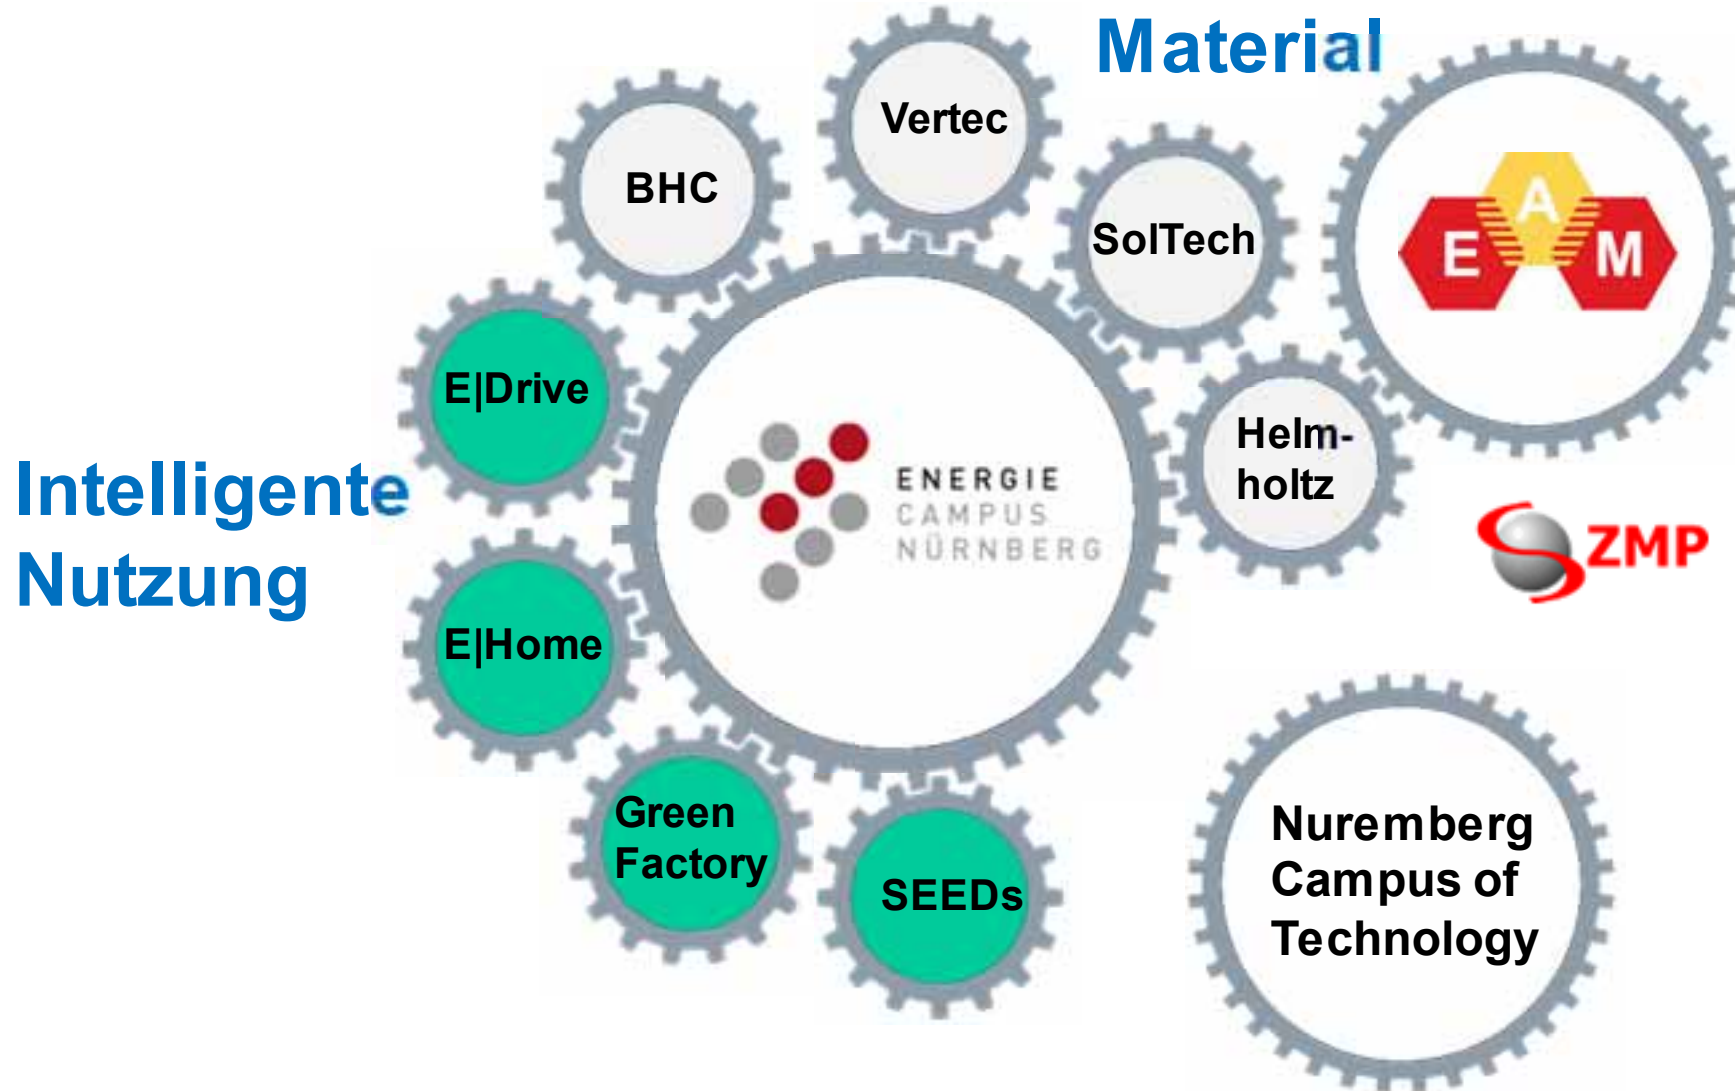 Material
Vertec
BHC
SolTech
E A M
E|Drive
Helm-
holtz
ENERGIE
CAMPUS
NÜRNBERG
Intelligente
Nutzung
ZMP
E|Home
Green
Factory
SEEDs
Nuremberg
Campus of
Technology